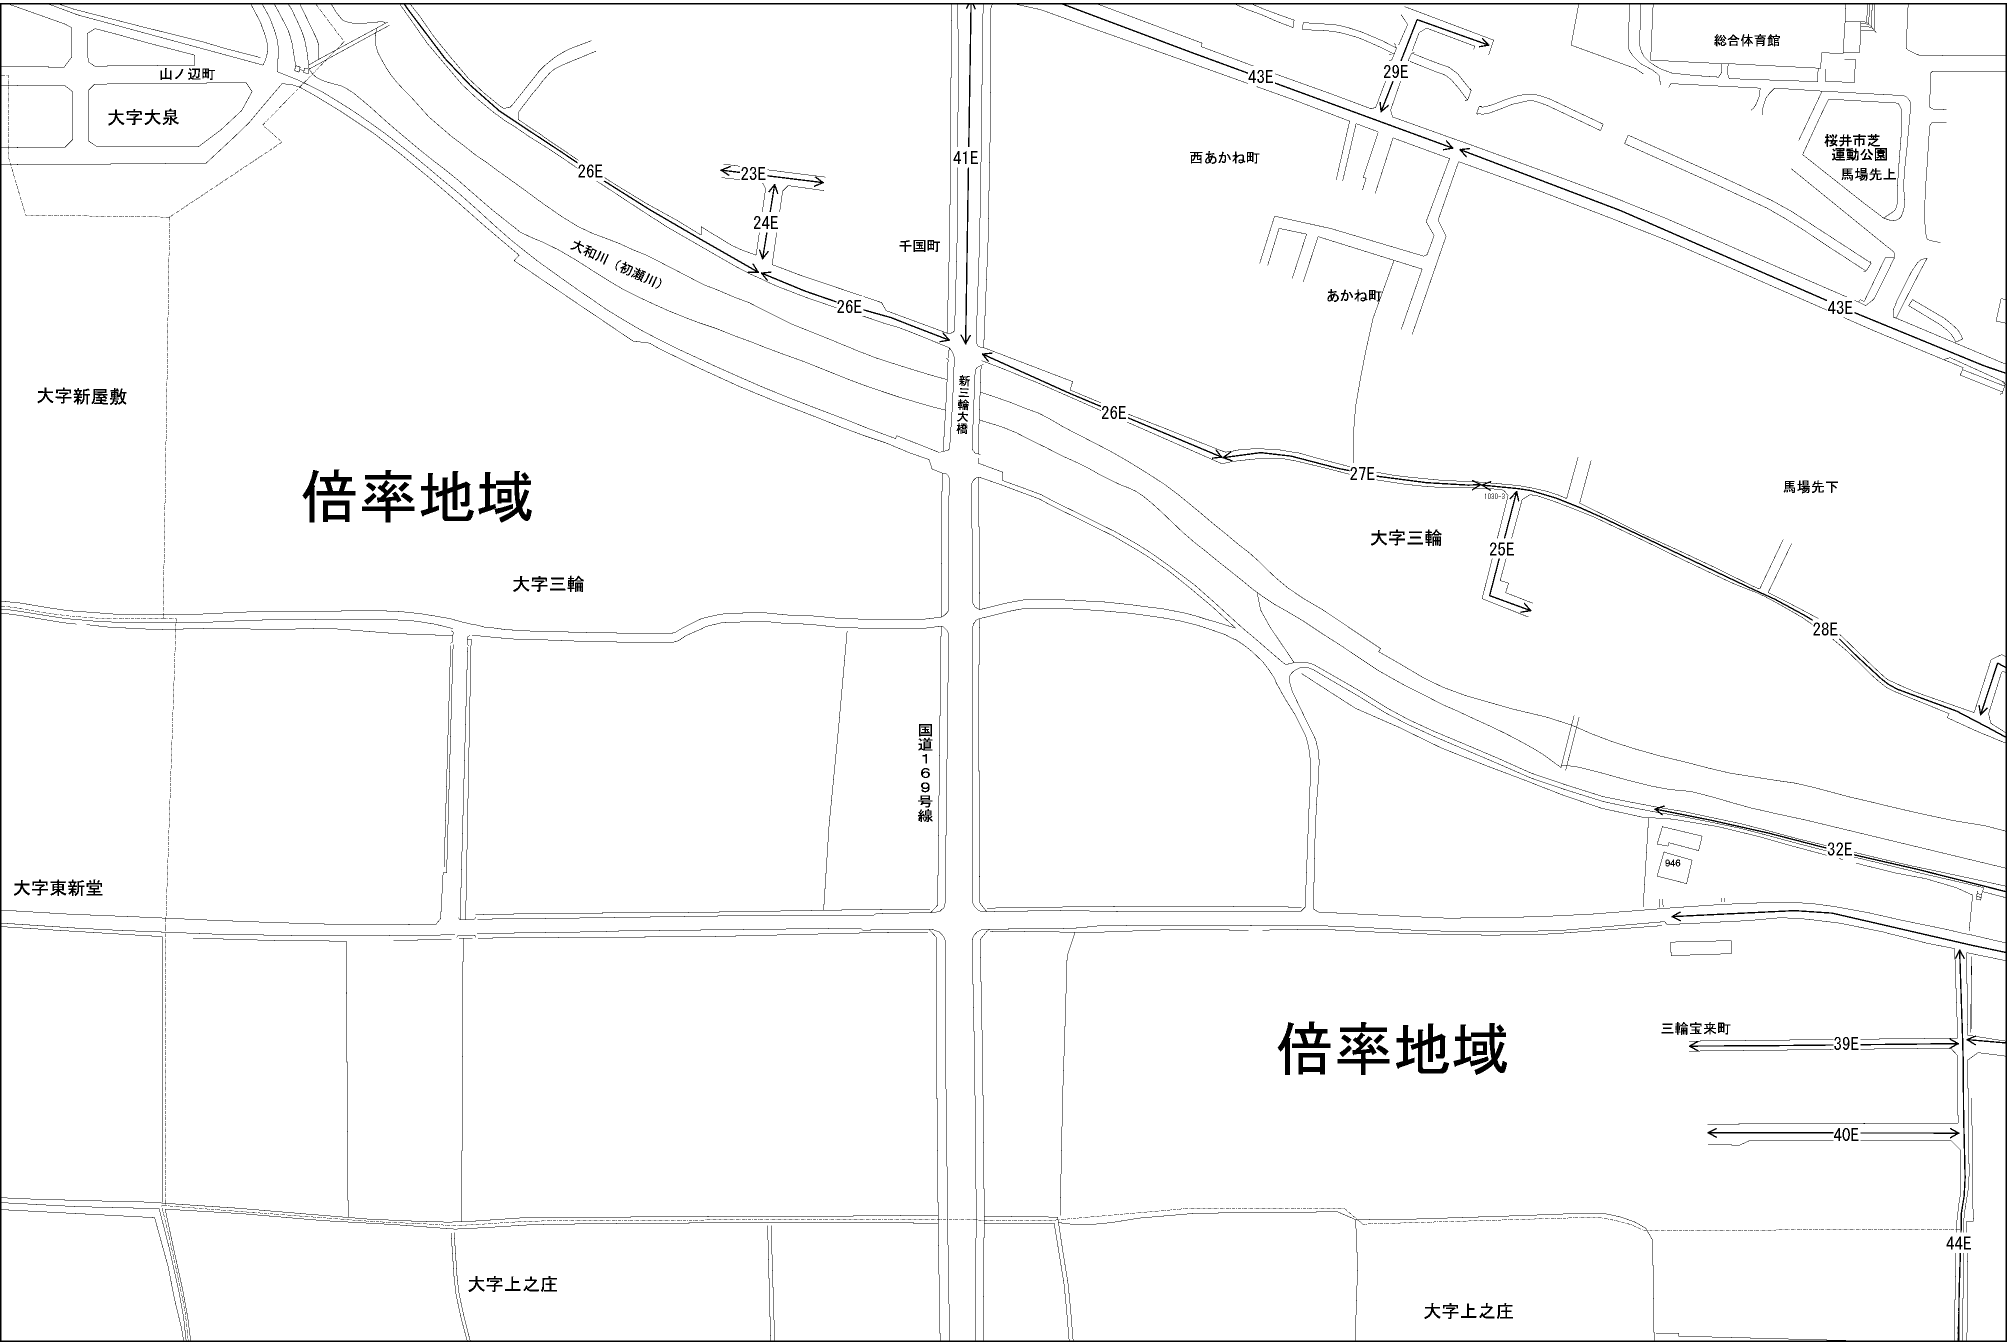 総合体育館
29E
山ノ辺町
43E
大字大泉
桜井市芝
運動公園
馬場先上
41E
西あかね町
26E
23E
24E
千国町
大和川（初瀬川）
あかね町
26E
43E
大字新屋敷
新三輪大橋
26E
27E
馬場先下
倍率地域
1030-3
大字三輪
25E
大字三輪
28E
国道１６９号線
32E
946
大字東新堂
三輪宝来町
39E
倍率地域
40E
44E
大字上之庄
大字上之庄